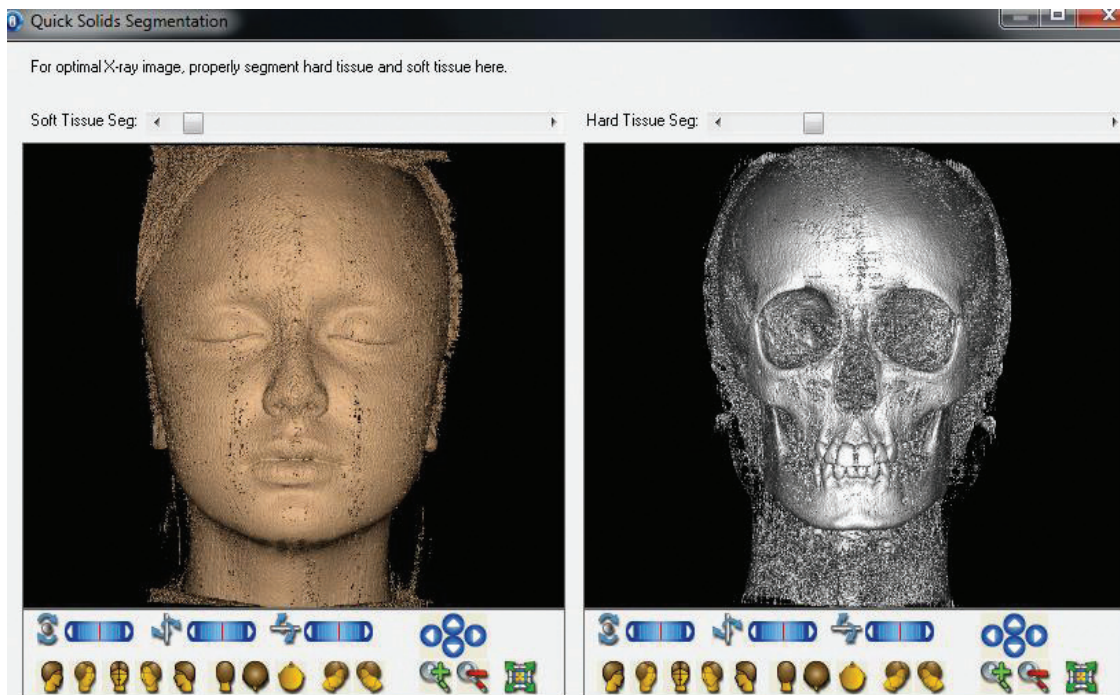 Quick Solids Segmentation
For optimal X-ray image, properly segment hard tissue and soft tissue here.
Soft Tissue Seg:
Hard Tissue Seg: